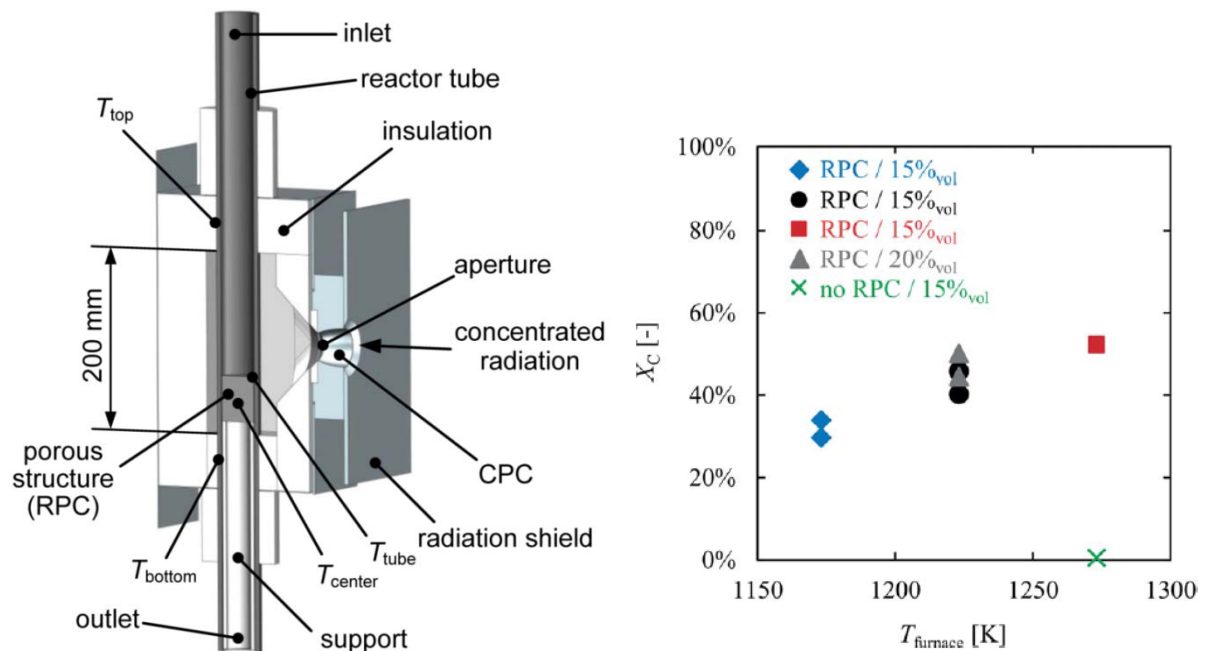 inlet
reactor tube
T_top
insulation
aperture
concentrated
radiation
200 mm
porous
structure
(RPC)
CPC
radiation shield
T_tube
T_center
T_bottom
outlet
support
100%
80%
60%
40%
20%
0%
X_C [-]
RPC / 15%vol
RPC / 15%vol
RPC / 15%vol
RPC / 20%vol
no RPC / 15%vol
1150 1200 1250 1300
T_furnace [K]